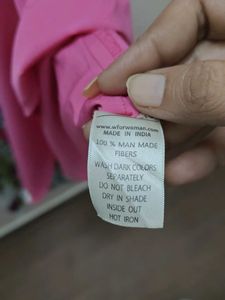 www.wforwoman.com
MADE IN INDIA
100 % MAN MADE
FIBERS
WASH DARK COLORS
SEPARATELY
DO NOT BLEACH
DRY IN SHADE
INSIDE OUT
HOT IRON